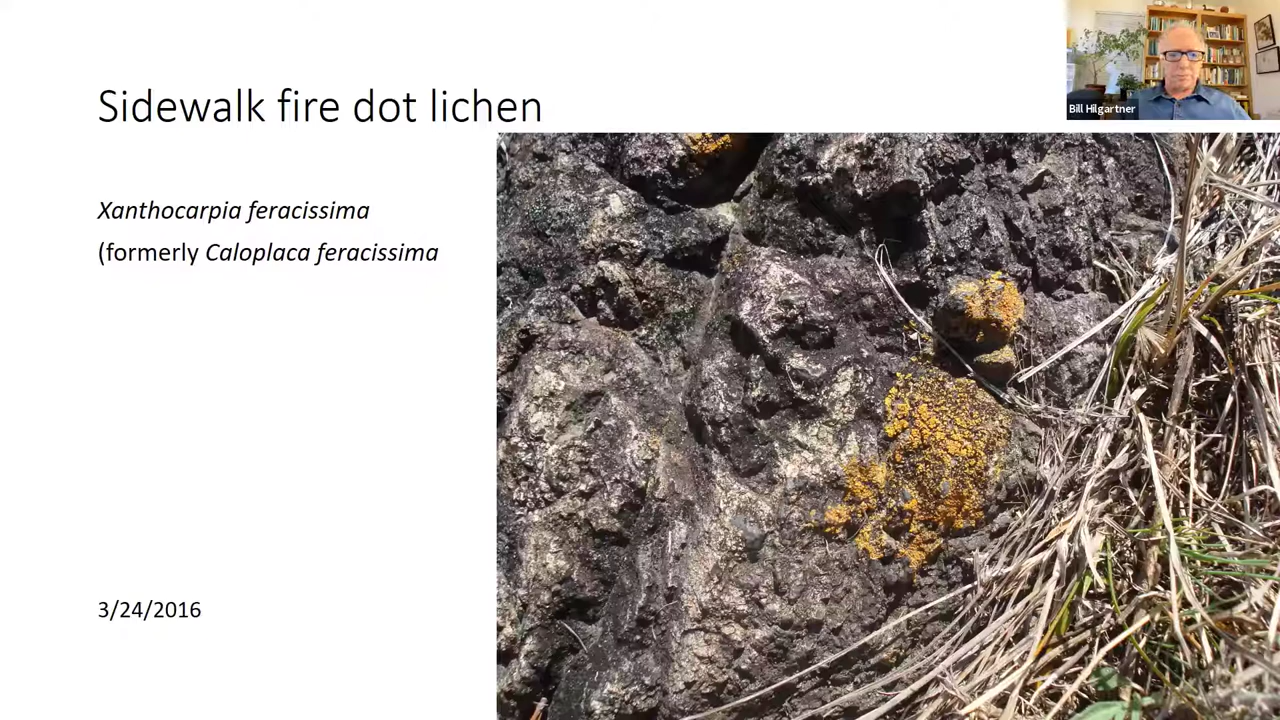 Bill Hilgartner
Sidewalk fire dot lichen
Xanthocarpia feracissima
(formerly Caloplaca feracissima
3/24/2016